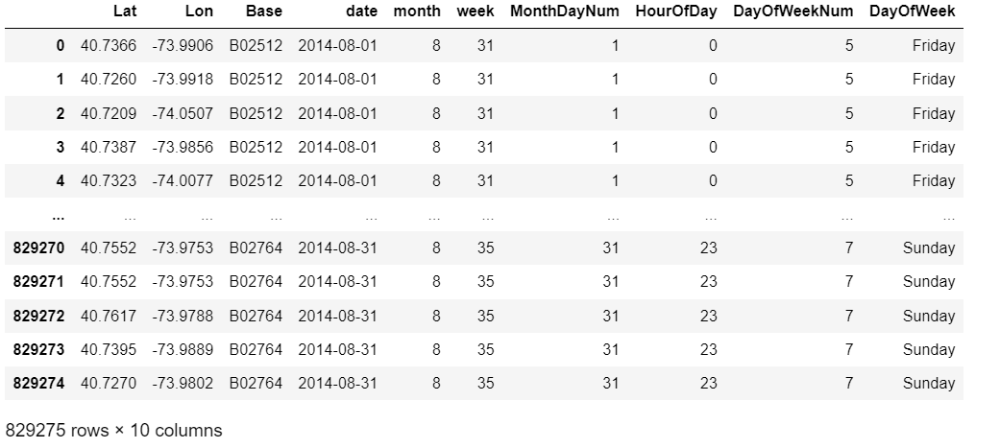 Lat Lon Base date month week MonthDayNum HourOfDay DayOfWeekNum DayOfWeek
0 40.7366 -73.9906 B02512 2014-08-01 8 31 1 0 5 Friday
1 40.7260 -73.9918 B02512 2014-08-01 8 31 1 0 5 Friday
2 40.7209 -74.0507 B02512 2014-08-01 8 31 1 0 5 Friday
3 40.7387 -73.9856 B02512 2014-08-01 8 31 1 0 5 Friday
4 40.7323 -74.0077 B02512 2014-08-01 8 31 1 0 5 Friday
... ... ... ... ... ... ... ... ... ... ...
829270 40.7552 -73.9753 B02764 2014-08-31 8 35 31 23 7 Sunday
829271 40.7552 -73.9753 B02764 2014-08-31 8 35 31 23 7 Sunday
829272 40.7617 -73.9788 B02764 2014-08-31 8 35 31 23 7 Sunday
829273 40.7395 -73.9889 B02764 2014-08-31 8 35 31 23 7 Sunday
829274 40.7270 -73.9802 B02764 2014-08-31 8 35 31 23 7 Sunday
829275 rows × 10 columns